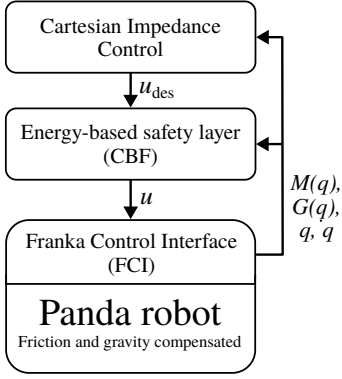 Cartesian Impedance
Control
u_des
Energy-based safety layer
(CBF)
u
M(q),
G(q),
q, q̇
Franka Control Interface
(FCI)
Panda robot
Friction and gravity compensated